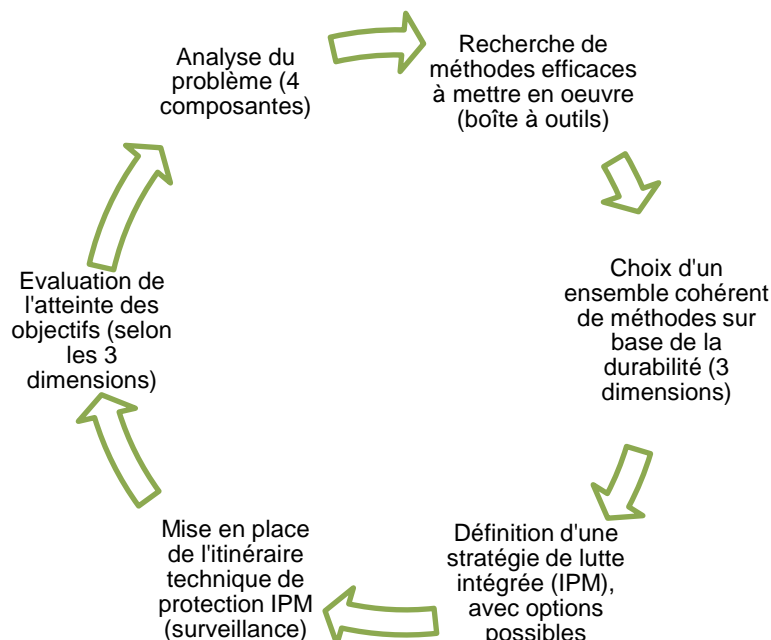 Analyse du
problème (4
composantes)
Recherche de
méthodes efficaces
à mettre en oeuvre
(boîte à outils)
Choix d'un
ensemble cohérent
de méthodes sur
base de la
durabilité (3
dimensions)
Définition d'une
stratégie de lutte
intégrée (IPM),
avec options
possibles
Mise en place
de l'itinéraire
technique de
protection IPM
(surveillance)
Evaluation de
l'atteinte des
objectifs (selon
les 3
dimensions)